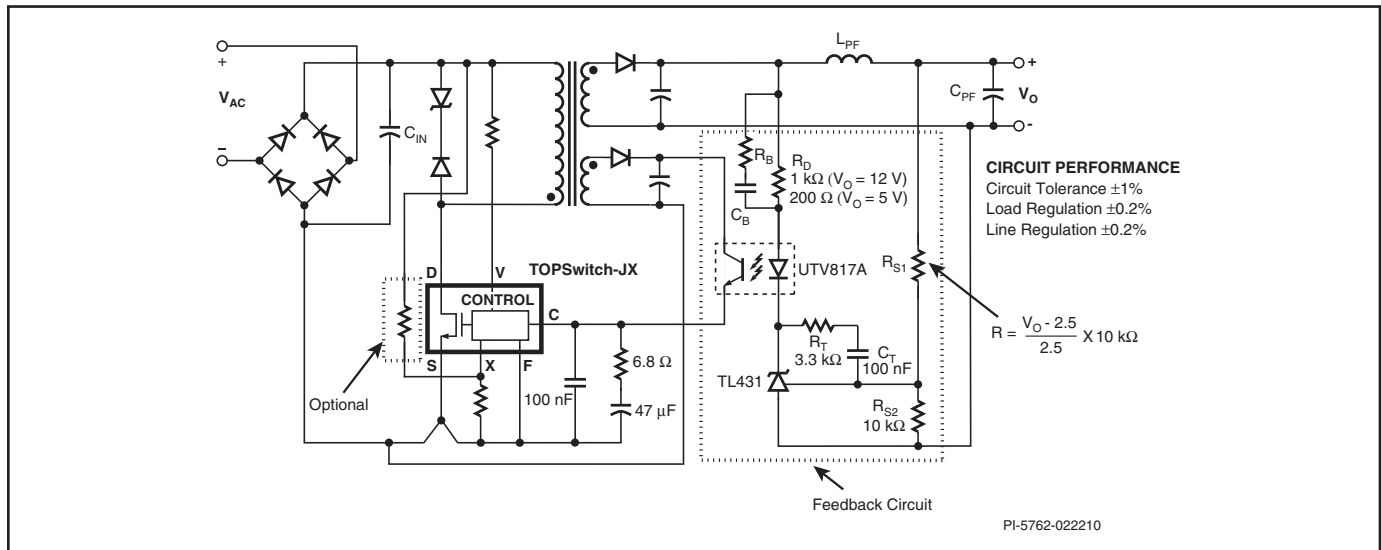 +
V_AC
–
C_IN
L_PF
C_PF
+
V_O
-
R_B
C_B
R_D
1 kΩ (V_O = 12 V)
200 Ω (V_O = 5 V)
CIRCUIT PERFORMANCE
Circuit Tolerance ±1%
Load Regulation ±0.2%
Line Regulation ±0.2%
UTV817A
R_S1
R = (V_O - 2.5) / 2.5 X 10 kΩ
TOPSwitch-JX
D
V
CONTROL
C
S
X
F
Optional
100 nF
6.8 Ω
47 µF
R_T
3.3 kΩ
C_T
100 nF
TL431
R_S2
10 kΩ
Feedback Circuit
PI-5762-022210